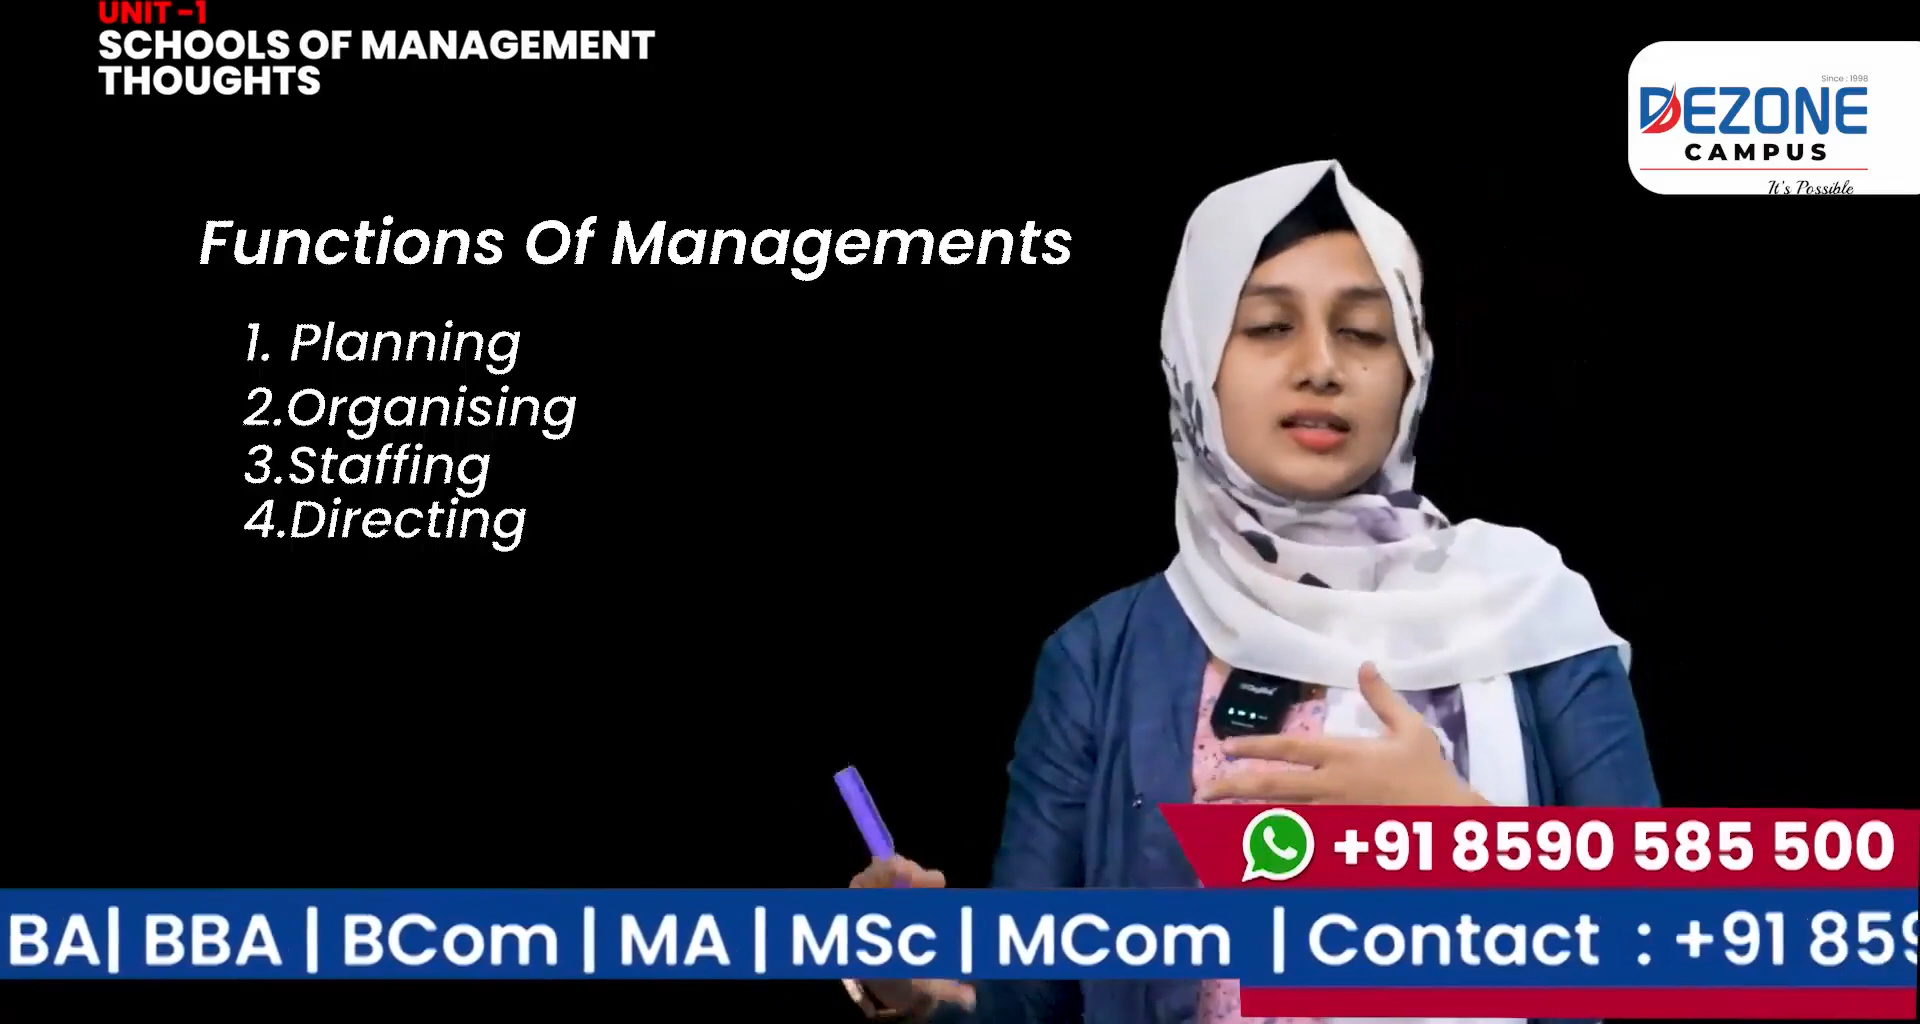 UNIT -1
SCHOOLS OF MANAGEMENT
THOUGHTS
Since : 1998
DEZONE
CAMPUS
It's Possible
Functions Of Managements
1. Planning
2.Organising
3.Staffing
4.Directing
+91 8590 585 500
BA| BBA | BCom | MA | MSc | MCom | Contact : +91 859